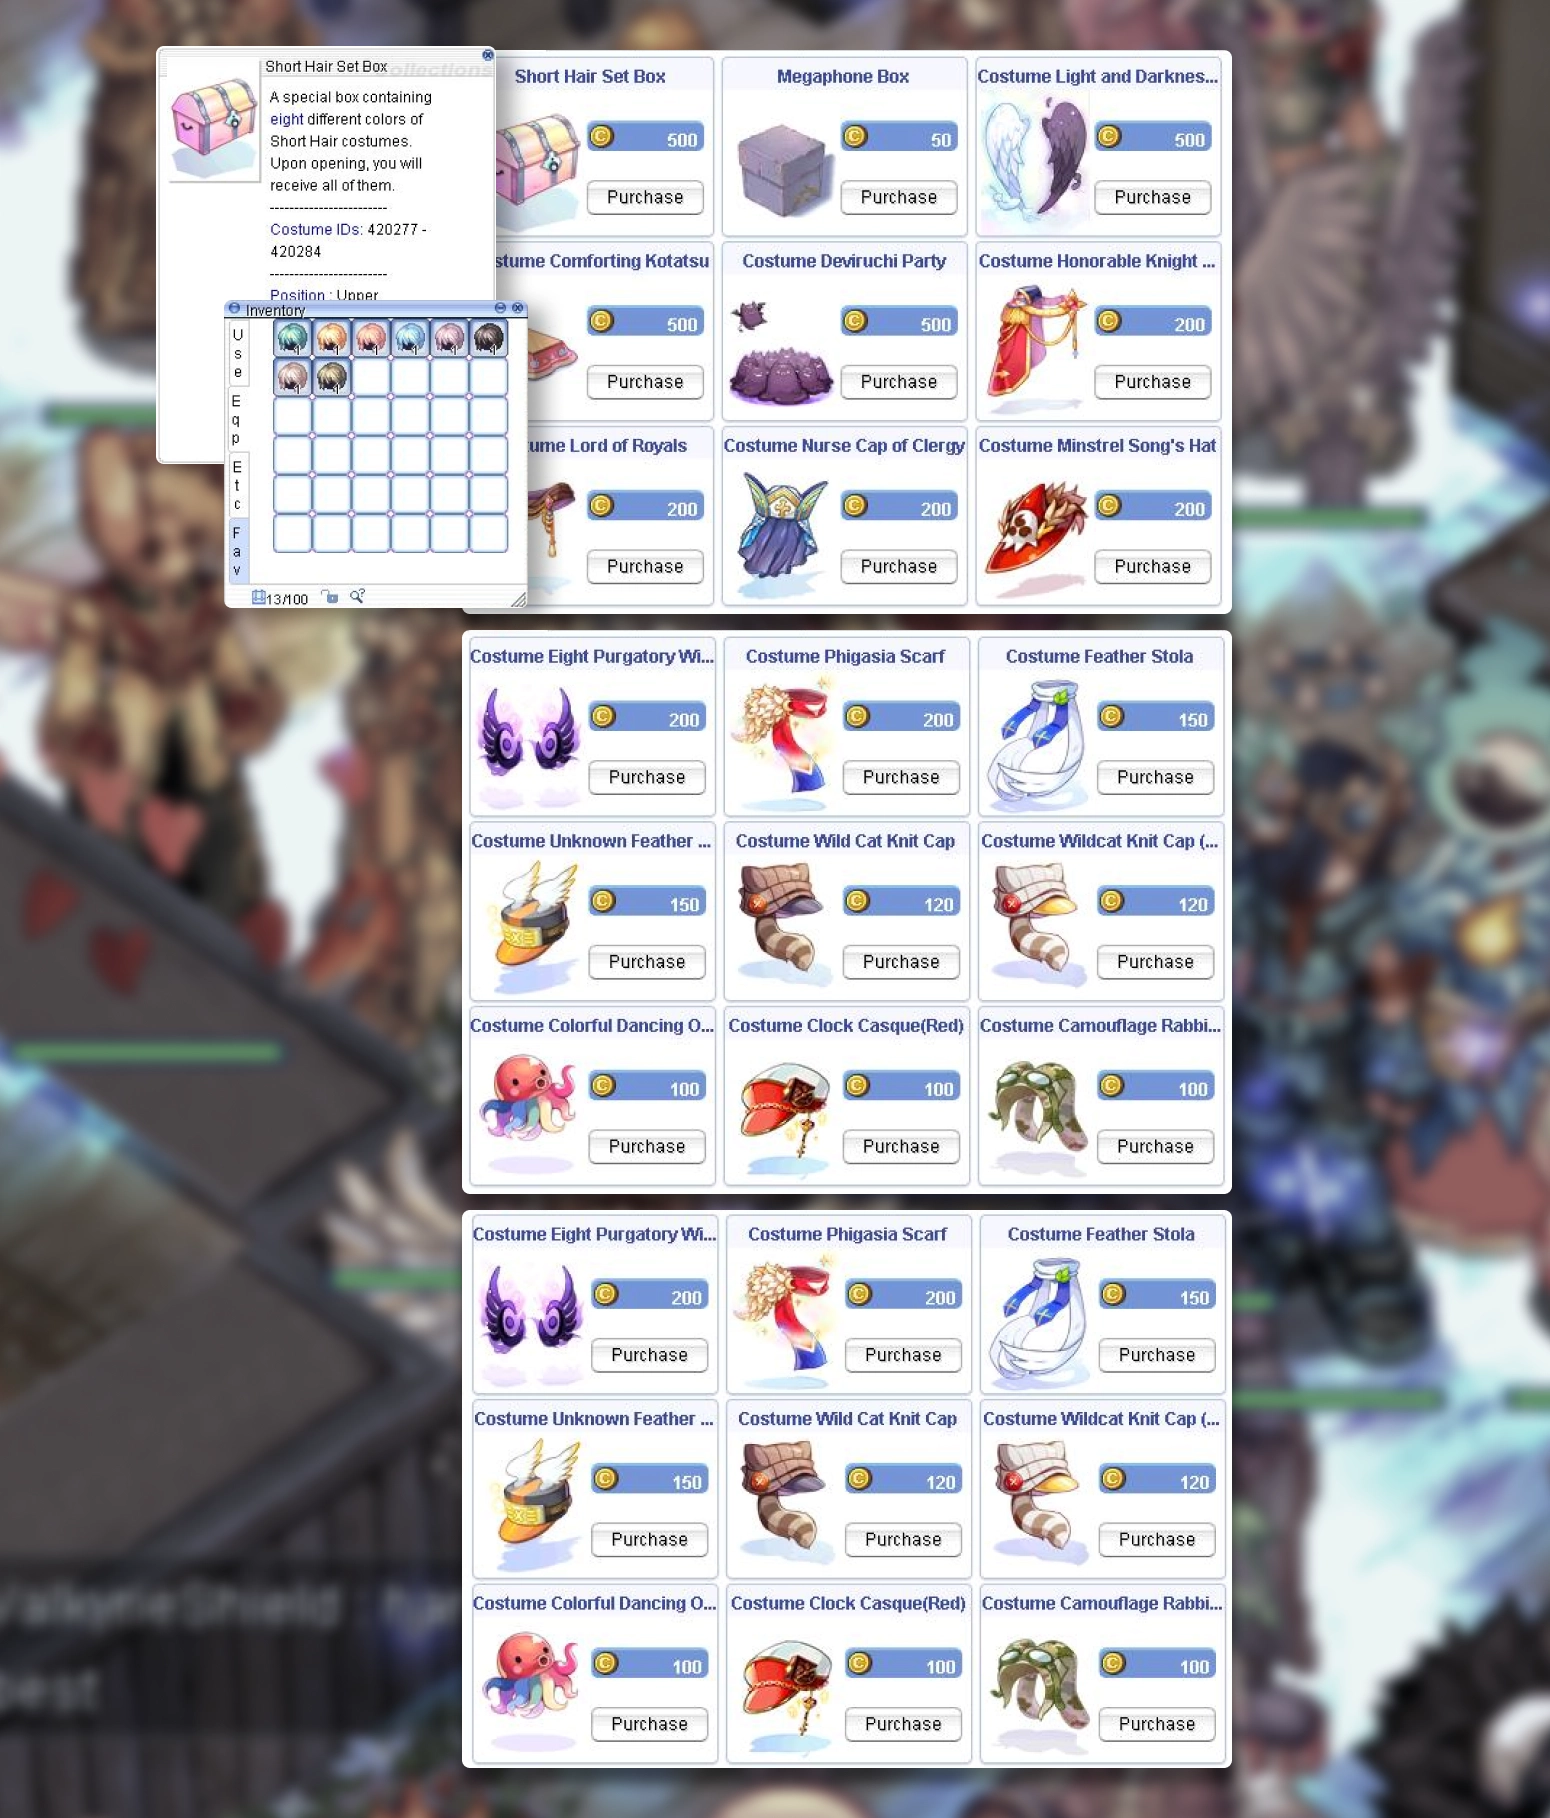 Short Hair Set Box
A special box containing
eight different colors of
Short Hair costumes.
Upon opening, you will
receive all of them.
-------------------------
Costume IDs: 420277 -
420284
-------------------------
Position : Upper
Inventory
Use
Eqp
Etc
Fav
13/100
Short Hair Set Box
500
Purchase
Megaphone Box
50
Purchase
Costume Light and Darknes...
500
Purchase
stume Comforting Kotatsu
500
Purchase
Costume Deviruchi Party
500
Purchase
Costume Honorable Knight ...
200
Purchase
ume Lord of Royals
200
Purchase
Costume Nurse Cap of Clergy
200
Purchase
Costume Minstrel Song's Hat
200
Purchase
Costume Eight Purgatory Wi...
200
Purchase
Costume Phigasia Scarf
200
Purchase
Costume Feather Stola
150
Purchase
Costume Unknown Feather ...
150
Purchase
Costume Wild Cat Knit Cap
120
Purchase
Costume Wildcat Knit Cap (...
120
Purchase
Costume Colorful Dancing O...
100
Purchase
Costume Clock Casque(Red)
100
Purchase
Costume Camouflage Rabbi...
100
Purchase
Costume Eight Purgatory Wi...
200
Purchase
Costume Phigasia Scarf
200
Purchase
Costume Feather Stola
150
Purchase
Costume Unknown Feather ...
150
Purchase
Costume Wild Cat Knit Cap
120
Purchase
Costume Wildcat Knit Cap (...
120
Purchase
Costume Colorful Dancing O...
100
Purchase
Costume Clock Casque(Red)
100
Purchase
Costume Camouflage Rabbi...
100
Purchase